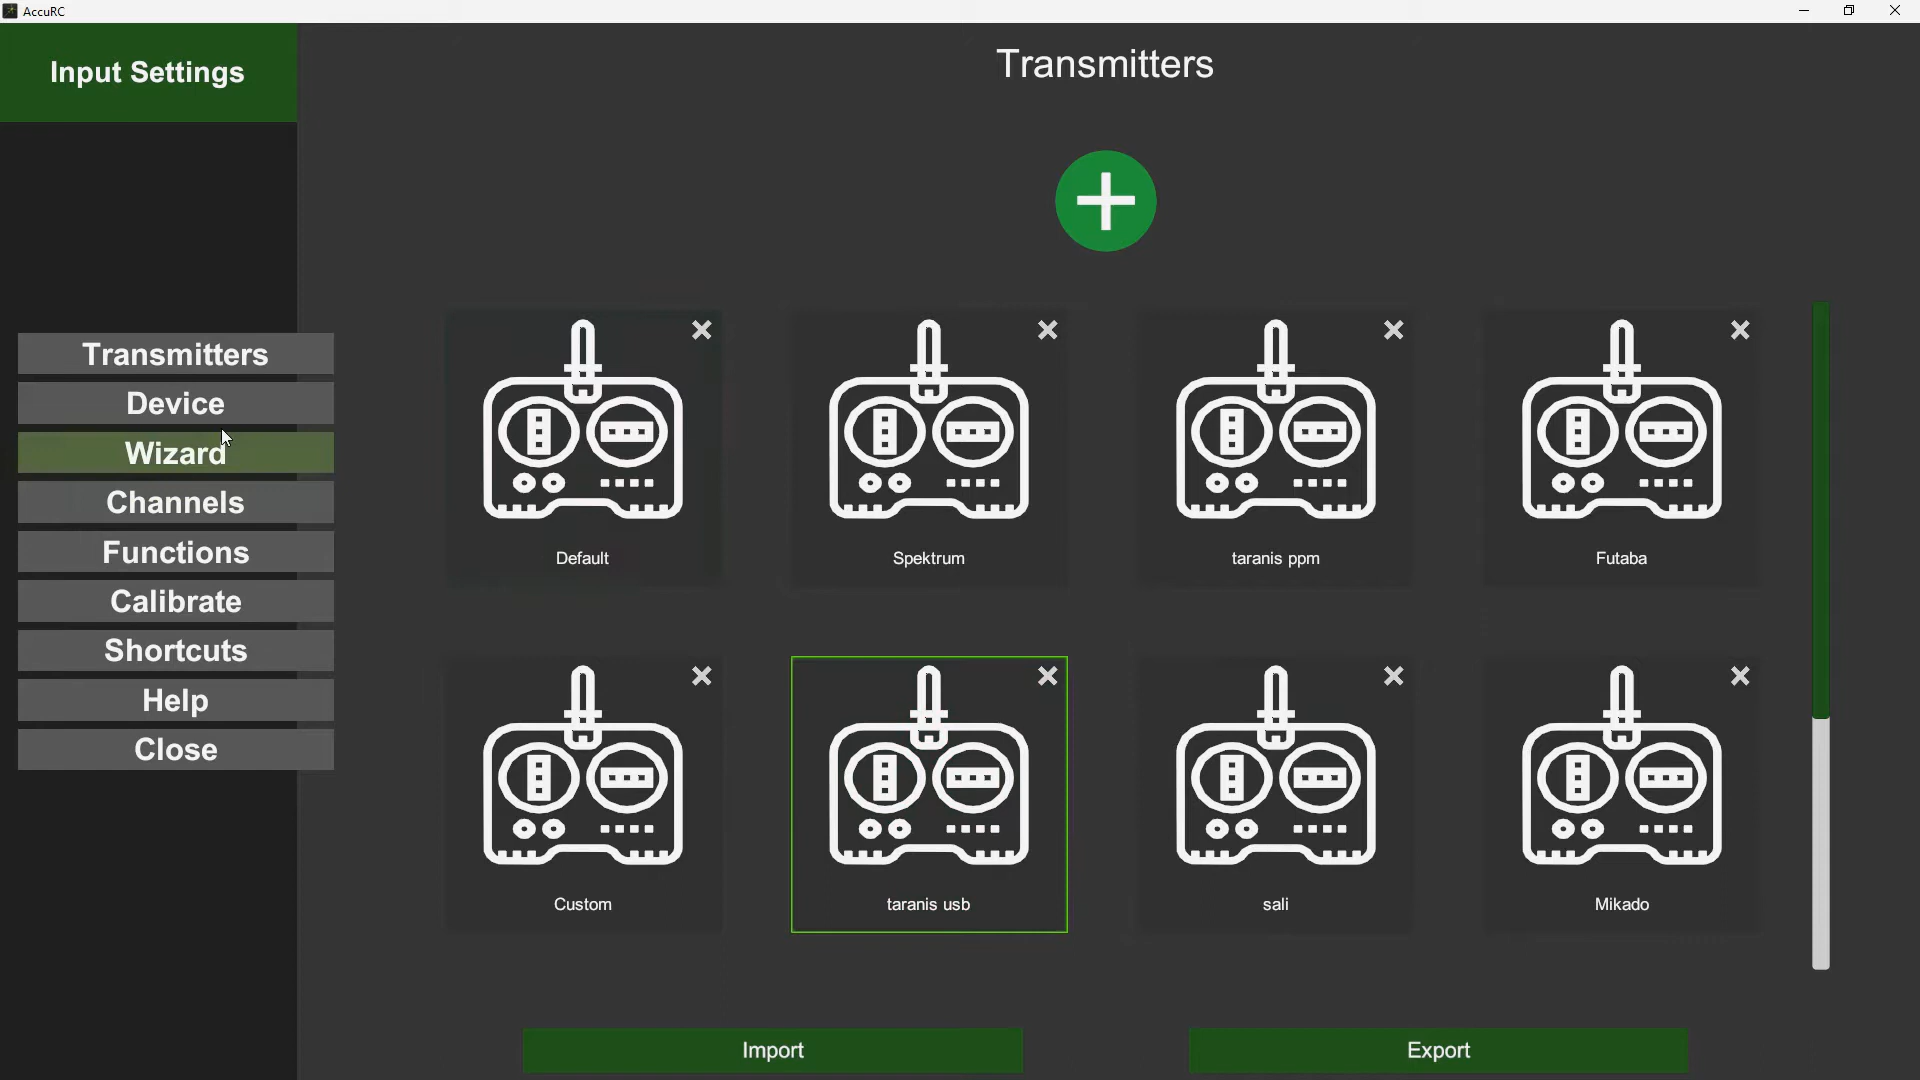 AccuRC
Input Settings
Transmitters
Transmitters
Device
Wizard
Channels
Functions
Calibrate
Shortcuts
Help
Close
Default
Spektrum
taranis ppm
Futaba
Custom
taranis usb
sali
Mikado
Import
Export